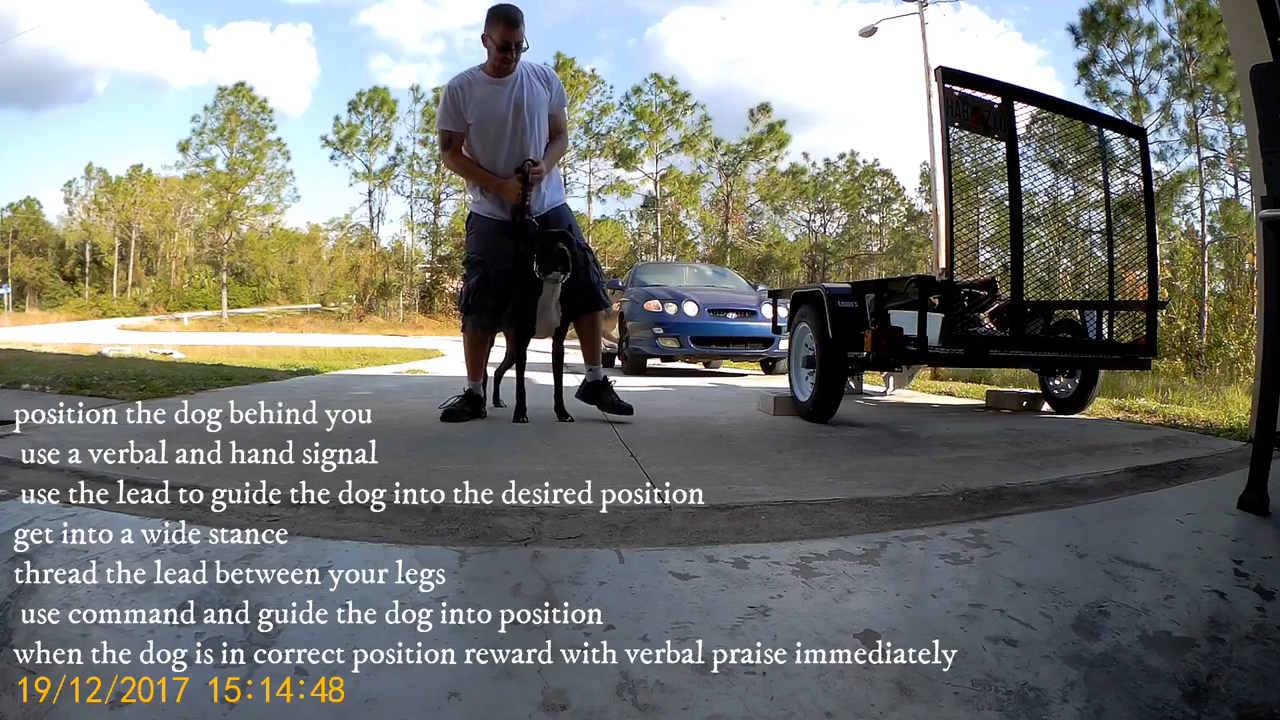 HABIZ10
LOWE'S
position the dog behind you
use a verbal and hand signal
use the lead to guide the dog into the desired position
get into a wide stance
thread the lead between your legs
use command and guide the dog into position
when the dog is in correct position reward with verbal praise immediately
19/12/2017 15:14:48